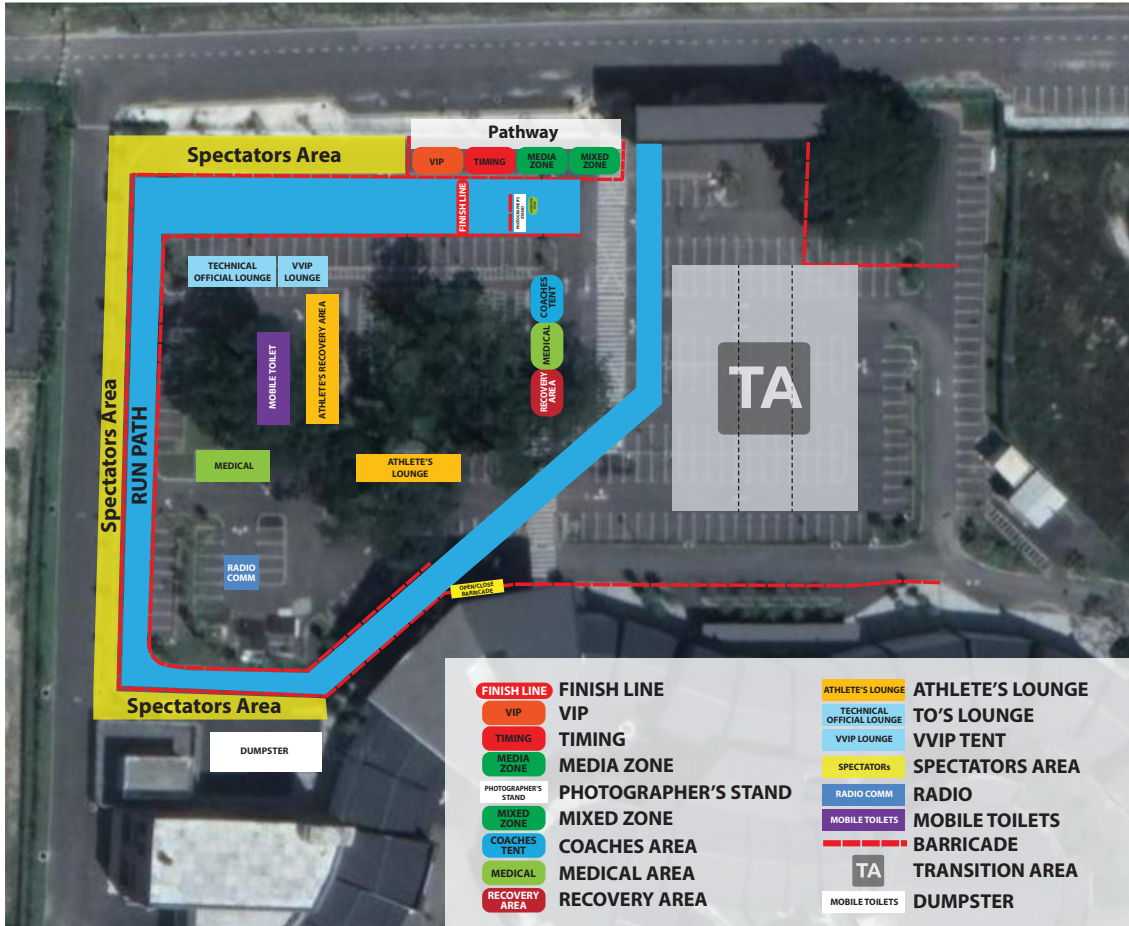 Pathway
Spectators Area
VIP
TIMING
MEDIA
ZONE
MIXED
ZONE
FINISH LINE
PHOTOGRAPHER'S
STAND
TECHNICAL
OFFICIAL LOUNGE
VVIP
LOUNGE
COACHES
TENT
MEDICAL
RECOVERY
AREA
MOBILE TOILET
ATHLETE'S RECOVERY AREA
TA
Spectators Area
RUN PATH
MEDICAL
ATHLETE'S
LOUNGE
RADIO
COMM
OPEN/CLOSE
BARRICADE
Spectators Area
DUMPSTER
FINISH LINE FINISH LINE
VIP VIP
TIMING TIMING
MEDIA
ZONE MEDIA ZONE
PHOTOGRAPHER'S
STAND PHOTOGRAPHER'S STAND
MIXED
ZONE MIXED ZONE
COACHES
TENT COACHES AREA
MEDICAL MEDICAL AREA
RECOVERY
AREA RECOVERY AREA
ATHLETE'S LOUNGE ATHLETE'S LOUNGE
TECHNICAL
OFFICIAL LOUNGE TO'S LOUNGE
VVIP LOUNGE VVIP TENT
SPECTATORs SPECTATORS AREA
RADIO COMM RADIO
MOBILE TOILETS MOBILE TOILETS
BARRICADE
TA TRANSITION AREA
MOBILE TOILETS DUMPSTER